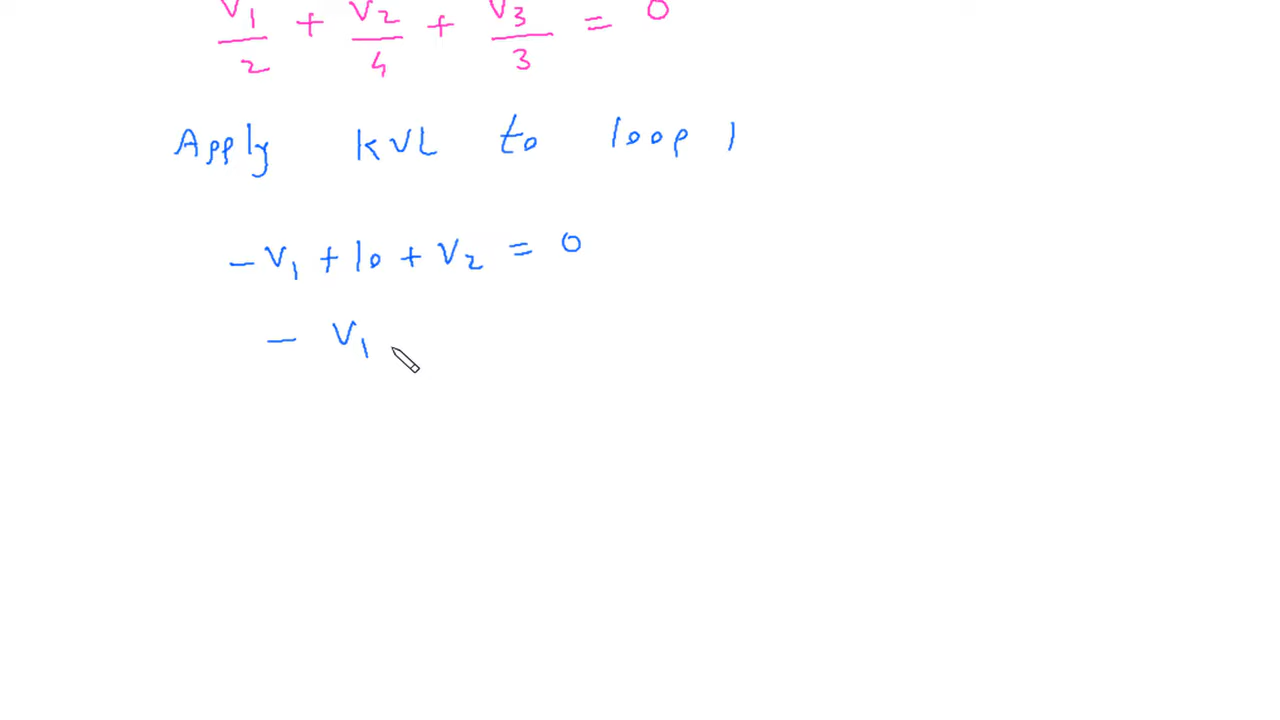 V1/2 + V2/4 + V3/3 = 0
Apply KVL to loop 1
- V1 + 10 + V2 = 0
- V1